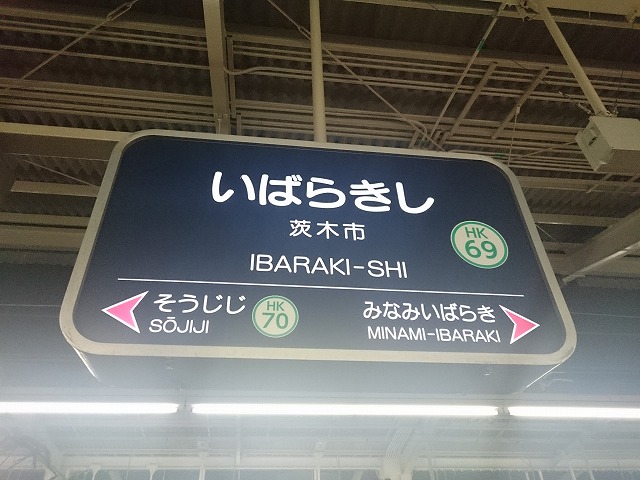 いばらきし
茨木市
IBARAKI-SHI
HK
69
そうじじ
SŌJIJI
HK
70
みなみいばらき
MINAMI-IBARAKI